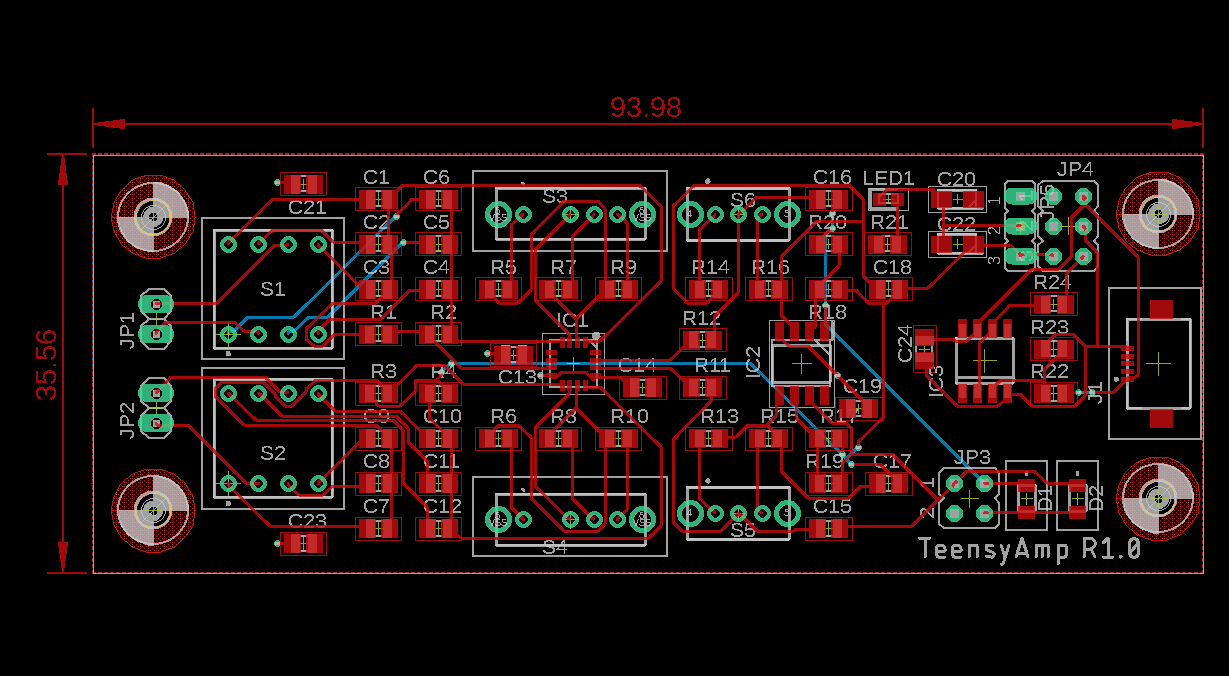 93.98
35.56
C21
C1
C6
C2
C5
C3
C4
R1
R2
S1
JP1
S3
R5
R7
R9
S6
R14
R16
C16
R20
LED1
R21
C20
C22
C18
R18
JP4
1
2
3
R24
R23
R22
J1
IC1
C13
C14
R12
R11
IC2
C19
C24
IC3
JP2
S2
R3
R4
C9
C10
C8
C11
C7
C12
C23
R6
R8
R10
S4
R13
R15
R17
R19
C17
C15
S5
JP3
1
2
D1
D2
TeensyAmp R1.0